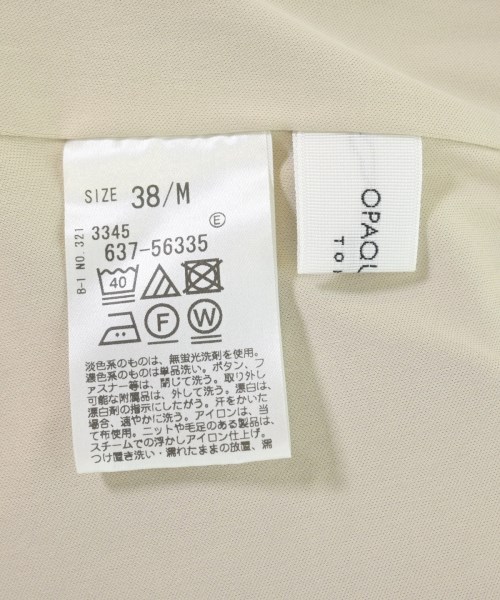 SIZE 38/M
E
B-1 NO.321
3345
637-56335
40
F W
淡色系のものは、無蛍光洗剤を使用。
濃色系のものは単品洗い。ボタン、フ
ァスナー等は、閉じて洗う。取り外し
可能な附属品は、外して洗う。漂白は、
漂白剤の指示にしたがう。汗をかいた
場合、速やかに洗う。アイロンは、当
て布使用。ニットや毛足のある製品は、
スチームでの浮かしアイロン仕上げ。
つけ置き洗い・濡れたままの放置、濡
OPAQU
TO